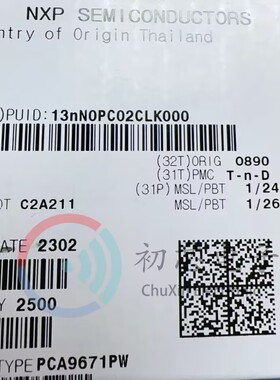 NXP SEMICONDUCTORS
ntry of Origin Thailand
)PUID: 13nN0PC02CLK000
(32T)ORIG 0890
(31T)PMC T-n-D
(31P) MSL/PBT 1/24
OT C2A211 MSL/PBT 1/26
ATE 2302
初
ChuX
Y 2500
TYPE PCA9671PW